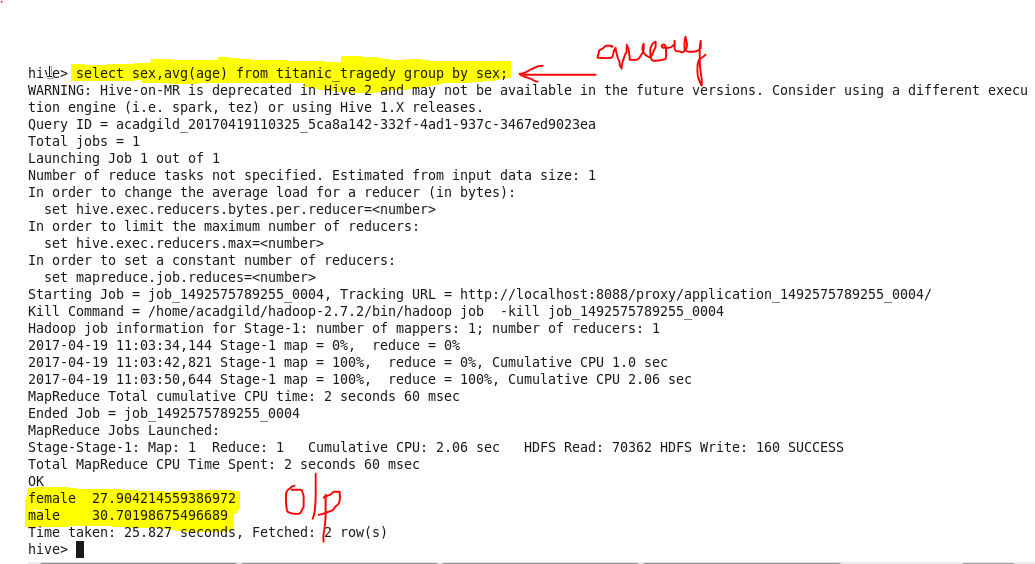 query
hive> select sex,avg(age) from titanic_tragedy group by sex;
WARNING: Hive-on-MR is deprecated in Hive 2 and may not be available in the future versions. Consider using a different execu
tion engine (i.e. spark, tez) or using Hive 1.X releases.
Query ID = acadgild_20170419110325_5ca8a142-332f-4ad1-937c-3467ed9023ea
Total jobs = 1
Launching Job 1 out of 1
Number of reduce tasks not specified. Estimated from input data size: 1
In order to change the average load for a reducer (in bytes):
  set hive.exec.reducers.bytes.per.reducer=<number>
In order to limit the maximum number of reducers:
  set hive.exec.reducers.max=<number>
In order to set a constant number of reducers:
  set mapreduce.job.reduces=<number>
Starting Job = job_1492575789255_0004, Tracking URL = http://localhost:8088/proxy/application_1492575789255_0004/
Kill Command = /home/acadgild/hadoop-2.7.2/bin/hadoop job  -kill job_1492575789255_0004
Hadoop job information for Stage-1: number of mappers: 1; number of reducers: 1
2017-04-19 11:03:34,144 Stage-1 map = 0%,  reduce = 0%
2017-04-19 11:03:42,821 Stage-1 map = 100%,  reduce = 0%, Cumulative CPU 1.0 sec
2017-04-19 11:03:50,644 Stage-1 map = 100%,  reduce = 100%, Cumulative CPU 2.06 sec
MapReduce Total cumulative CPU time: 2 seconds 60 msec
Ended Job = job_1492575789255_0004
MapReduce Jobs Launched:
Stage-Stage-1: Map: 1  Reduce: 1   Cumulative CPU: 2.06 sec   HDFS Read: 70362 HDFS Write: 160 SUCCESS
Total MapReduce CPU Time Spent: 2 seconds 60 msec
OK
female  27.904214559386972
male    30.70198675496689
O/p
Time taken: 25.827 seconds, Fetched: 2 row(s)
hive>